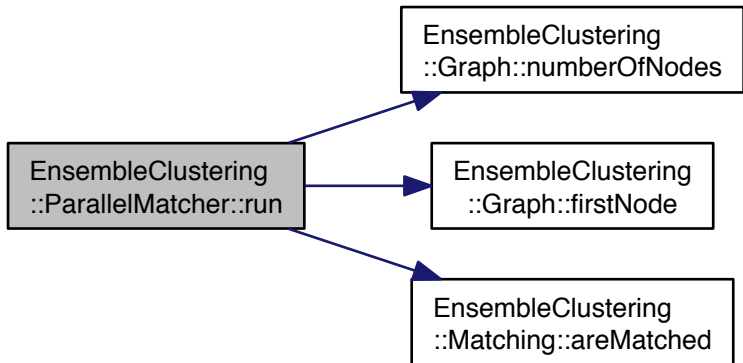 EnsembleClustering
::Graph::numberOfNodes
EnsembleClustering
::ParallelMatcher::run
EnsembleClustering
::Graph::firstNode
EnsembleClustering
::Matching::areMatched